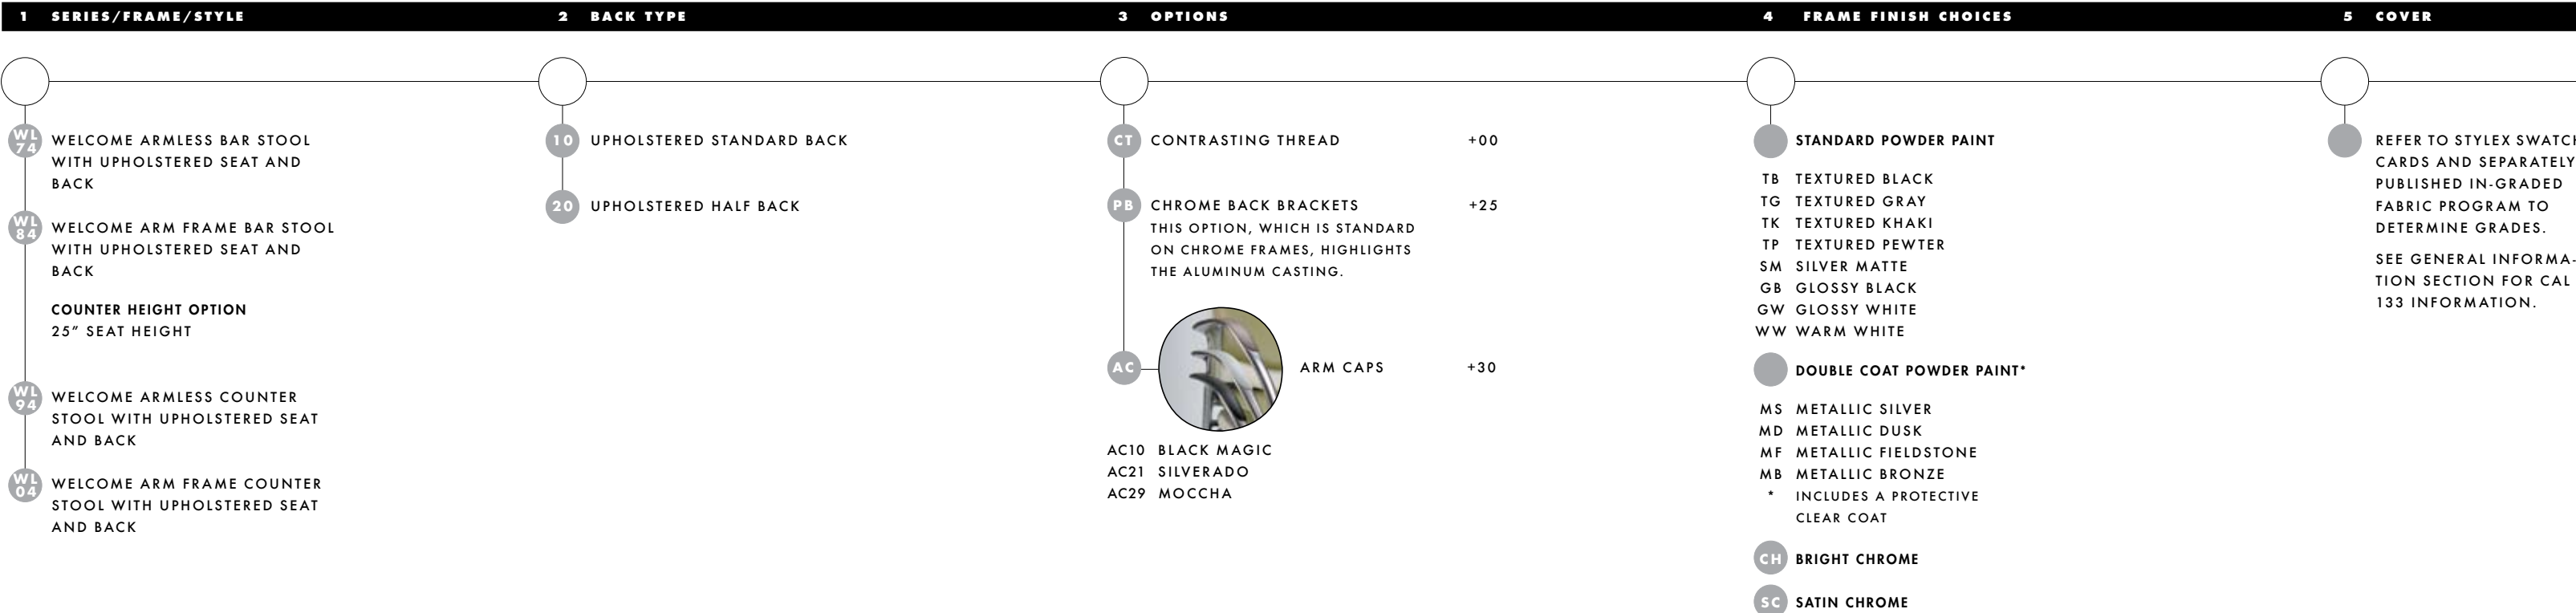 1 SERIES/FRAME/STYLE
2 BACK TYPE
3 OPTIONS
4 FRAME FINISH CHOICES
5 COVER
WL 74
WELCOME ARMLESS BAR STOOL
WITH UPHOLSTERED SEAT AND
BACK
WL 84
WELCOME ARM FRAME BAR STOOL
WITH UPHOLSTERED SEAT AND
BACK
COUNTER HEIGHT OPTION
25” SEAT HEIGHT
WL 94
WELCOME ARMLESS COUNTER
STOOL WITH UPHOLSTERED SEAT
AND BACK
WL 04
WELCOME ARM FRAME COUNTER
STOOL WITH UPHOLSTERED SEAT
AND BACK
10 UPHOLSTERED STANDARD BACK
20 UPHOLSTERED HALF BACK
CT CONTRASTING THREAD +00
PB CHROME BACK BRACKETS +25
THIS OPTION, WHICH IS STANDARD
ON CHROME FRAMES, HIGHLIGHTS
THE ALUMINUM CASTING.
AC ARM CAPS +30
AC10 BLACK MAGIC
AC21 SILVERADO
AC29 MOCCHA
STANDARD POWDER PAINT
TB TEXTURED BLACK
TG TEXTURED GRAY
TK TEXTURED KHAKI
TP TEXTURED PEWTER
SM SILVER MATTE
GB GLOSSY BLACK
GW GLOSSY WHITE
WW WARM WHITE
DOUBLE COAT POWDER PAINT*
MS METALLIC SILVER
MD METALLIC DUSK
MF METALLIC FIELDSTONE
MB METALLIC BRONZE
* INCLUDES A PROTECTIVE
CLEAR COAT
CH BRIGHT CHROME
SC SATIN CHROME
REFER TO STYLEX SWATCH
CARDS AND SEPARATELY
PUBLISHED IN-GRADED
FABRIC PROGRAM TO
DETERMINE GRADES.
SEE GENERAL INFORMA-
TION SECTION FOR CAL
133 INFORMATION.